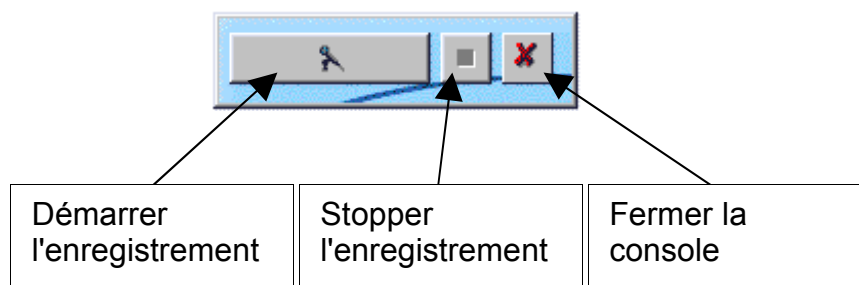 Démarrer
l'enregistrement
Stopper
l'enregistrement
Fermer la
console